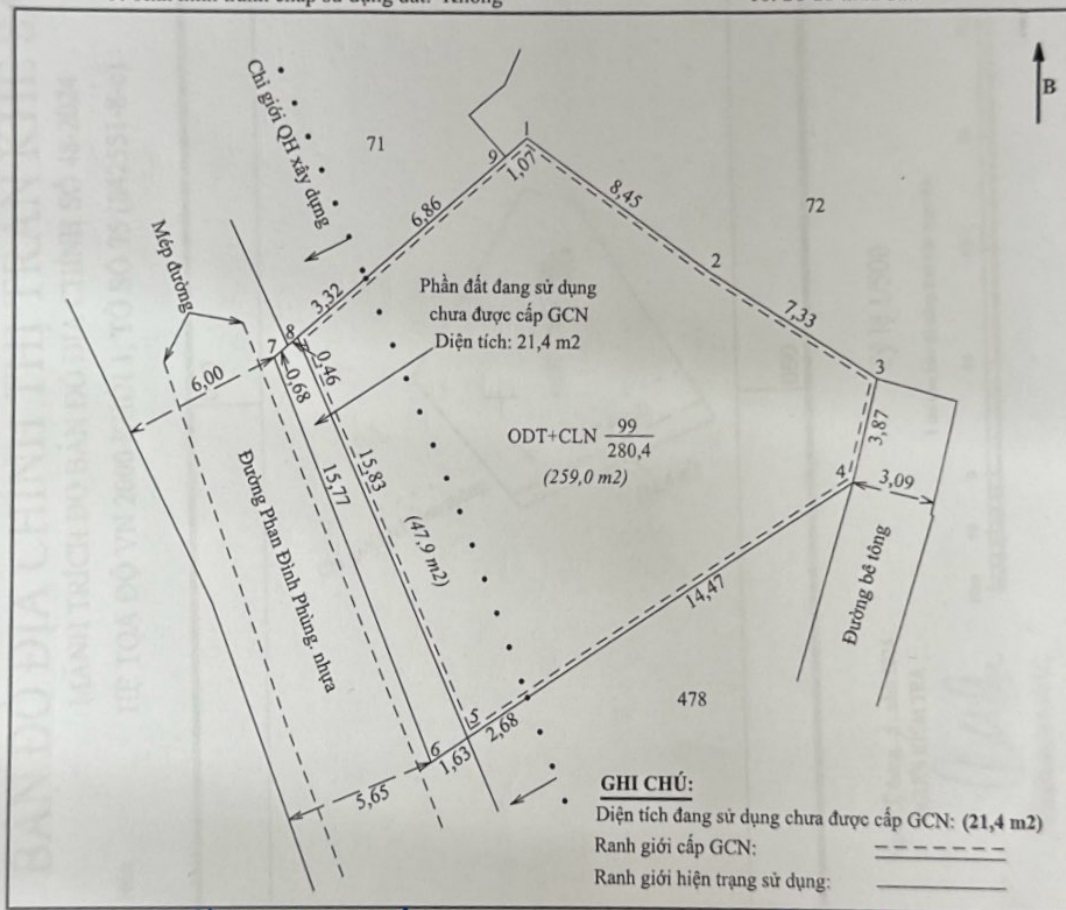 B
Chỉ giới QH xây dựng
71
1
9
1,07
8,45
72
6,86
2
Mép đường
7,33
3,32
Phần đất đang sử dụng
chưa được cấp GCN
Diện tích: 21,4 m2
8
7
0,46
0,68
6,00
3
3,87
ODT+CLN 99/280,4
(259,0 m2)
4
3,09
15,77
15,83
(47,9 m2)
Đường Phan Đình Phùng. nhựa
14,47
Đường bê tông
478
5
2,68
6
1,63
5,65
GHI CHÚ:
Diện tích đang sử dụng chưa được cấp GCN: (21,4 m2)
Ranh giới cấp GCN:
Ranh giới hiện trạng sử dụng: